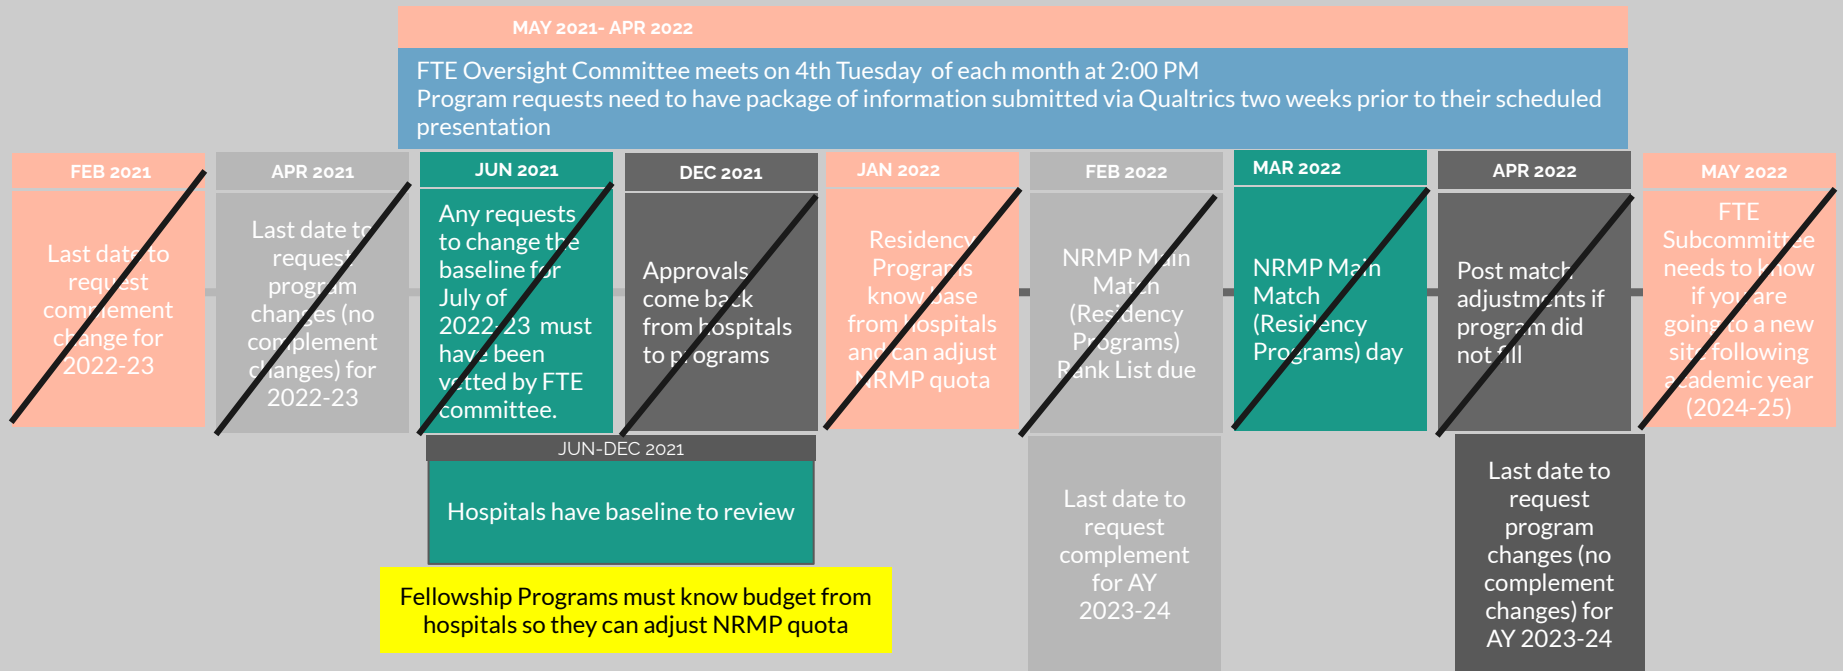 MAY 2021- APR 2022
FTE Oversight Committee meets on 4th Tuesday of each month at 2:00 PM
Program requests need to have package of information submitted via Qualtrics two weeks prior to their scheduled
presentation
FEB 2021
Last date to
request
complement
change for
2022-23
APR 2021
Last date to
request
program
changes (no
complement
changes) for
2022-23
JUN 2021
Any requests
to change the
baseline for
July of
2022-23 must
have been
vetted by FTE
committee.
DEC 2021
Approvals
come back
from hospitals
to programs
JAN 2022
Residency
Programs
know base
from hospitals
and can adjust
NRMP quota
FEB 2022
NRMP Main
Match
(Residency
Programs)
Rank List due
MAR 2022
NRMP Main
Match
(Residency
Programs) day
APR 2022
Post match
adjustments if
program did
not fill
MAY 2022
FTE
Subcommittee
needs to know
if you are
going to a new
site following
academic year
(2024-25)
JUN-DEC 2021
Hospitals have baseline to review
Fellowship Programs must know budget from
hospitals so they can adjust NRMP quota
Last date to
request
complement
for AY
2023-24
Last date to
request
program
changes (no
complement
changes) for
AY 2023-24